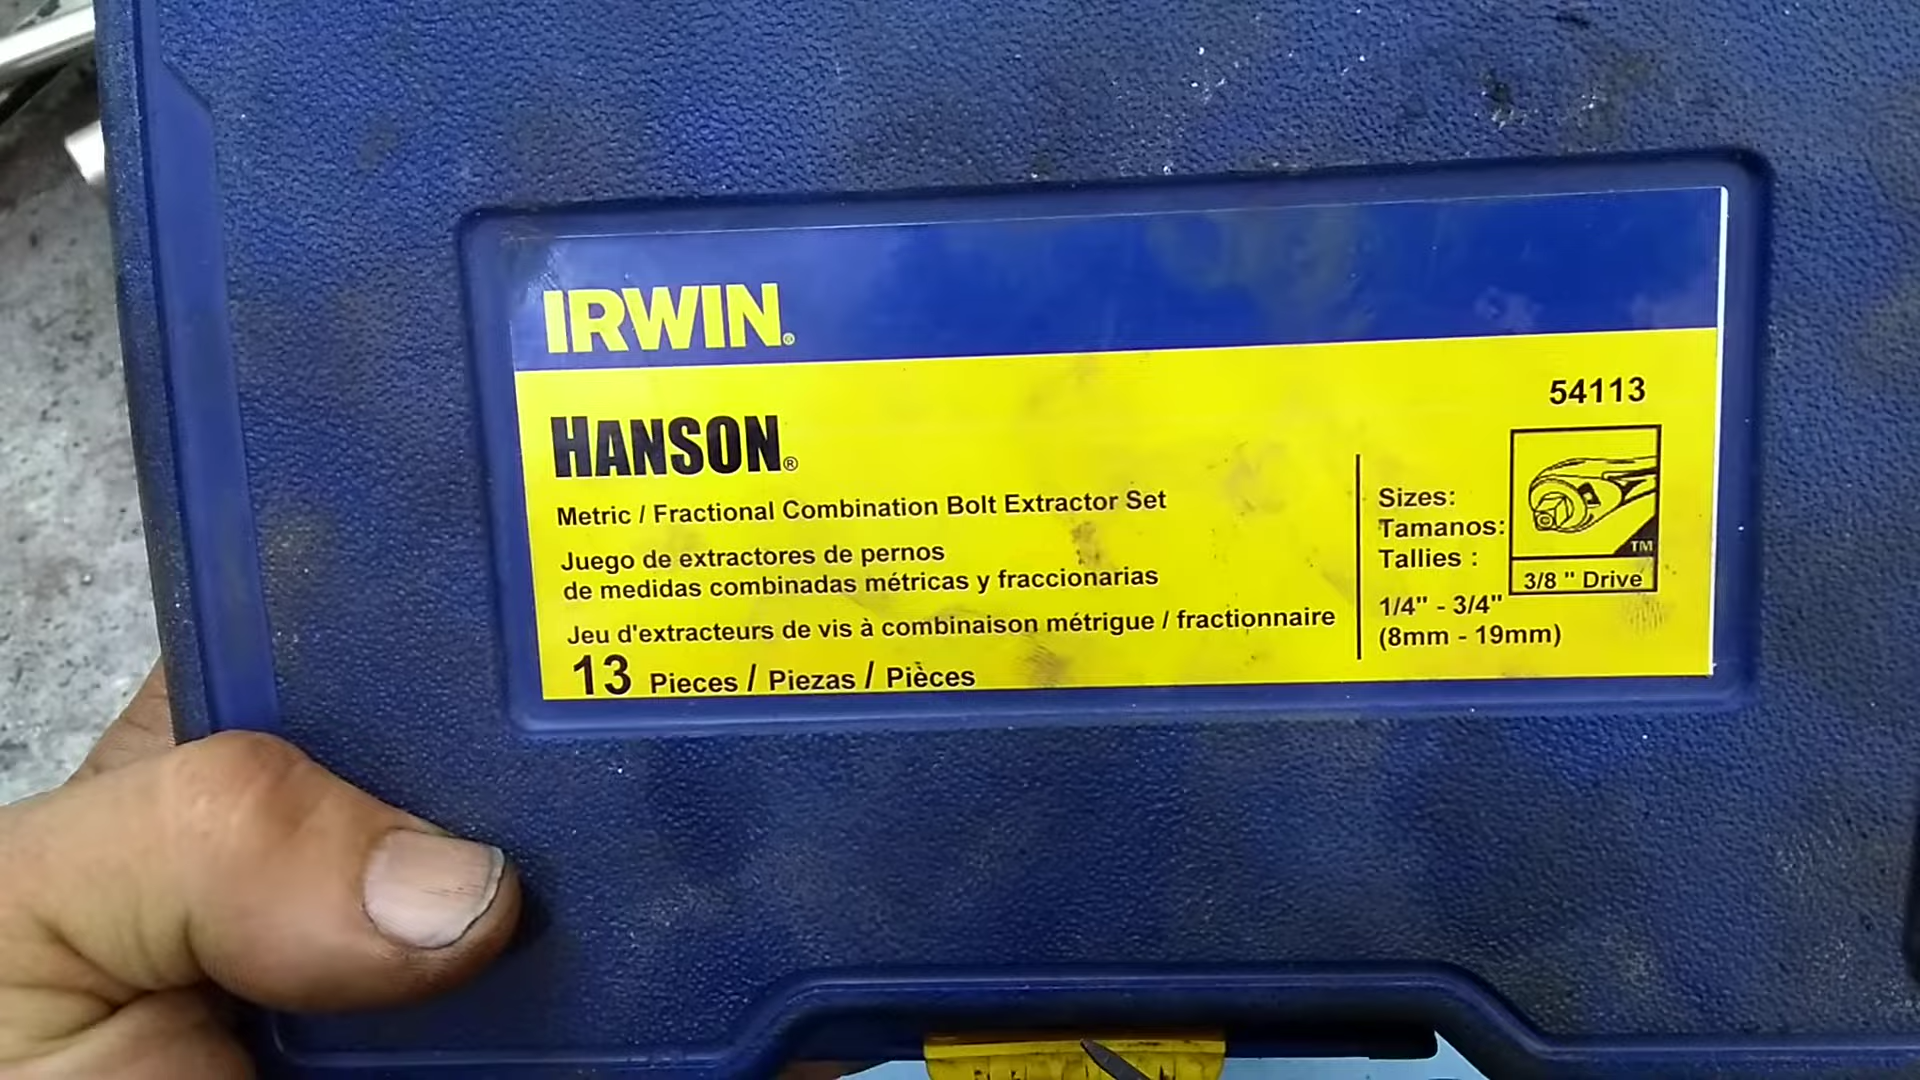 IRWIN®
HANSON®
54113
Metric / Fractional Combination Bolt Extractor Set
Juego de extractores de pernos
de medidas combinadas métricas y fraccionarias
Jeu d'extracteurs de vis à combinaison métrigue / fractionnaire
13 Pieces / Piezas / Pièces
Sizes:
Tamanos:
Tallies :
1/4" - 3/4"
(8mm - 19mm)
TM
3/8 " Drive